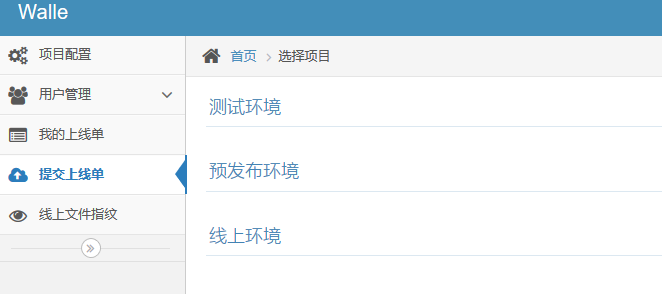 Walle
项目配置
用户管理
我的上线单
提交上线单
线上文件指纹
首页 > 选择项目
测试环境
预发布环境
线上环境